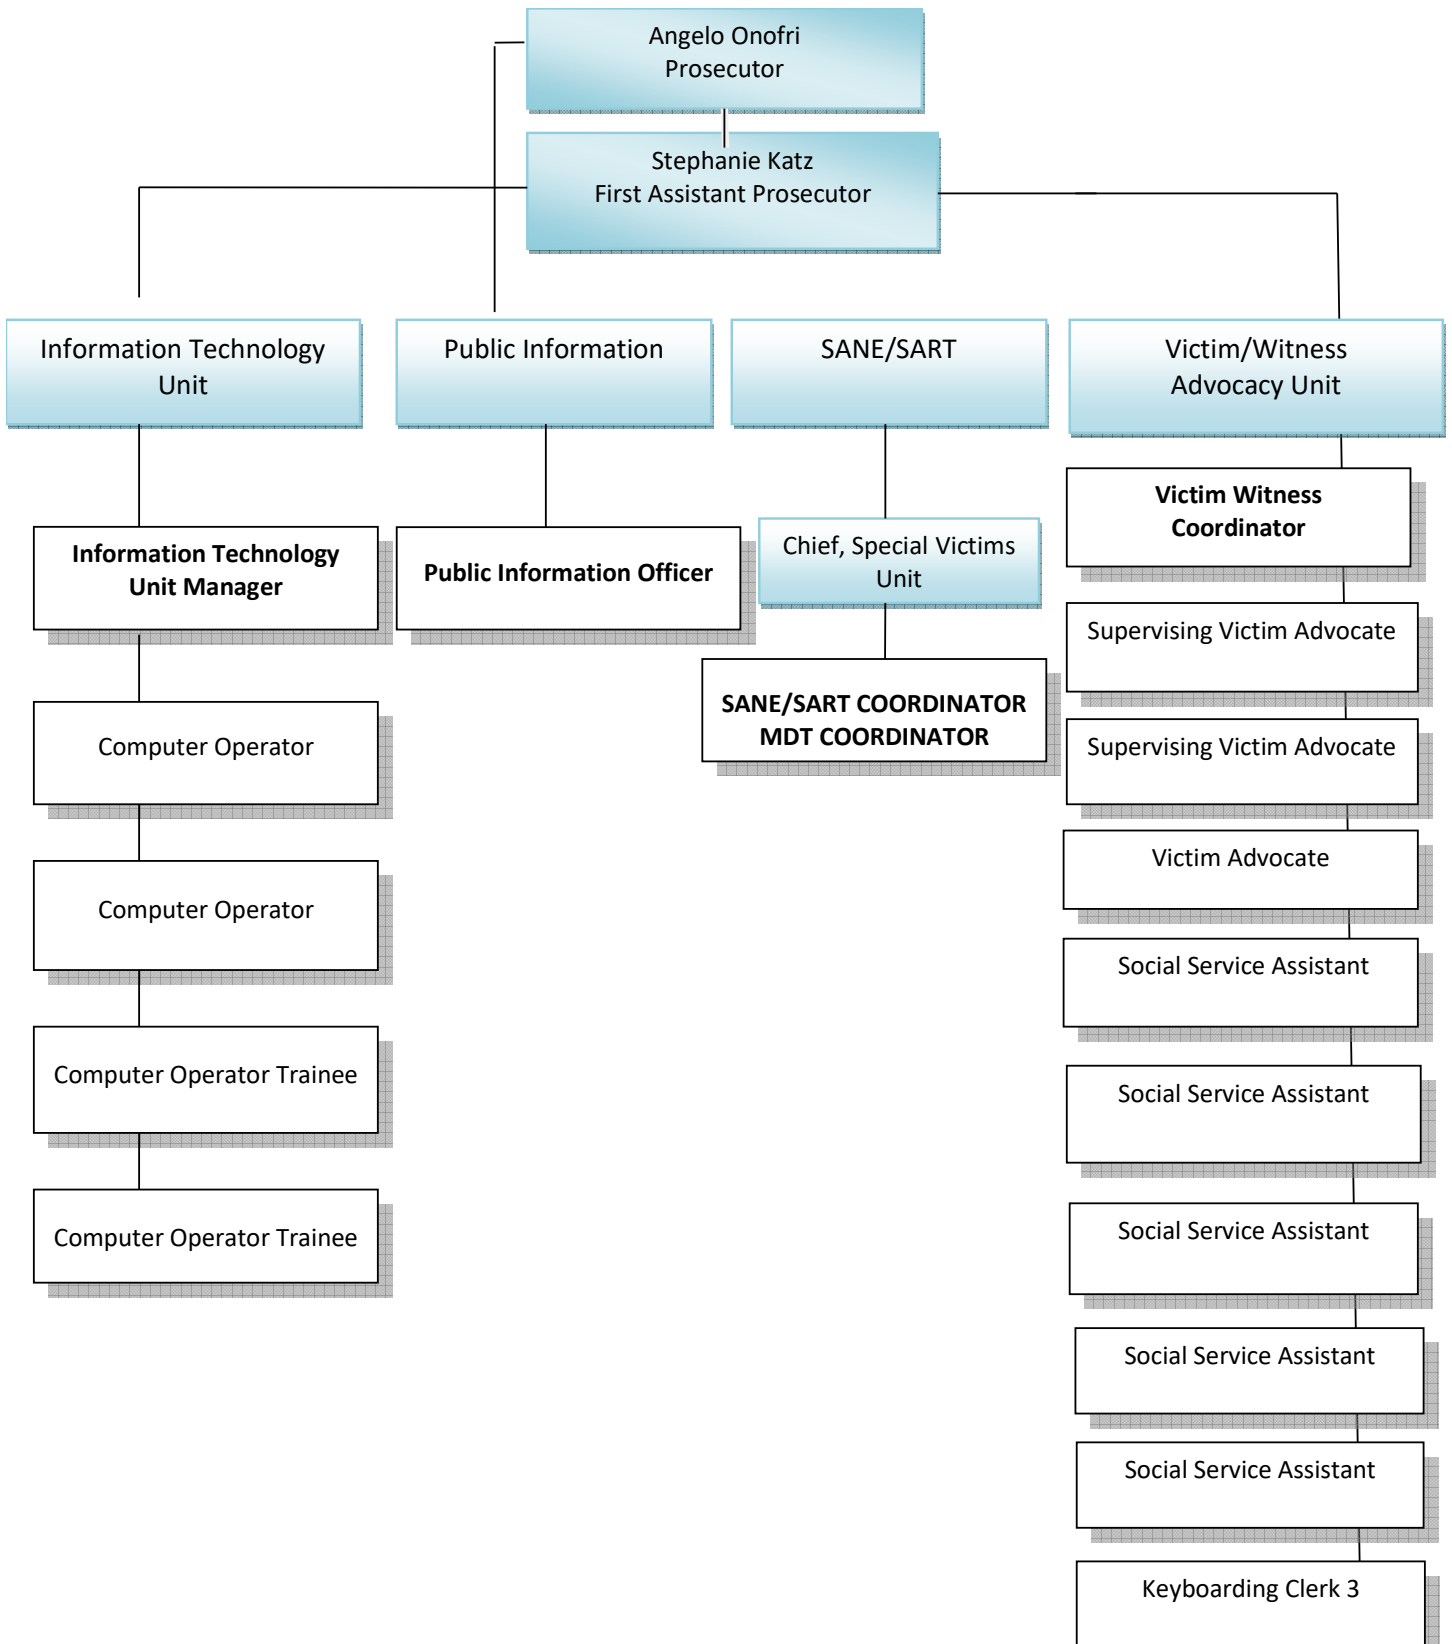 Angelo Onofri
Prosecutor
Stephanie Katz
First Assistant Prosecutor
Information Technology
Unit
Public Information
SANE/SART
Victim/Witness
Advocacy Unit
Information Technology
Unit Manager
Public Information Officer
Chief, Special Victims
Unit
SANE/SART COORDINATOR
MDT COORDINATOR
Victim Witness
Coordinator
Computer Operator
Computer Operator
Computer Operator Trainee
Computer Operator Trainee
Supervising Victim Advocate
Supervising Victim Advocate
Victim Advocate
Social Service Assistant
Social Service Assistant
Social Service Assistant
Social Service Assistant
Social Service Assistant
Keyboarding Clerk 3